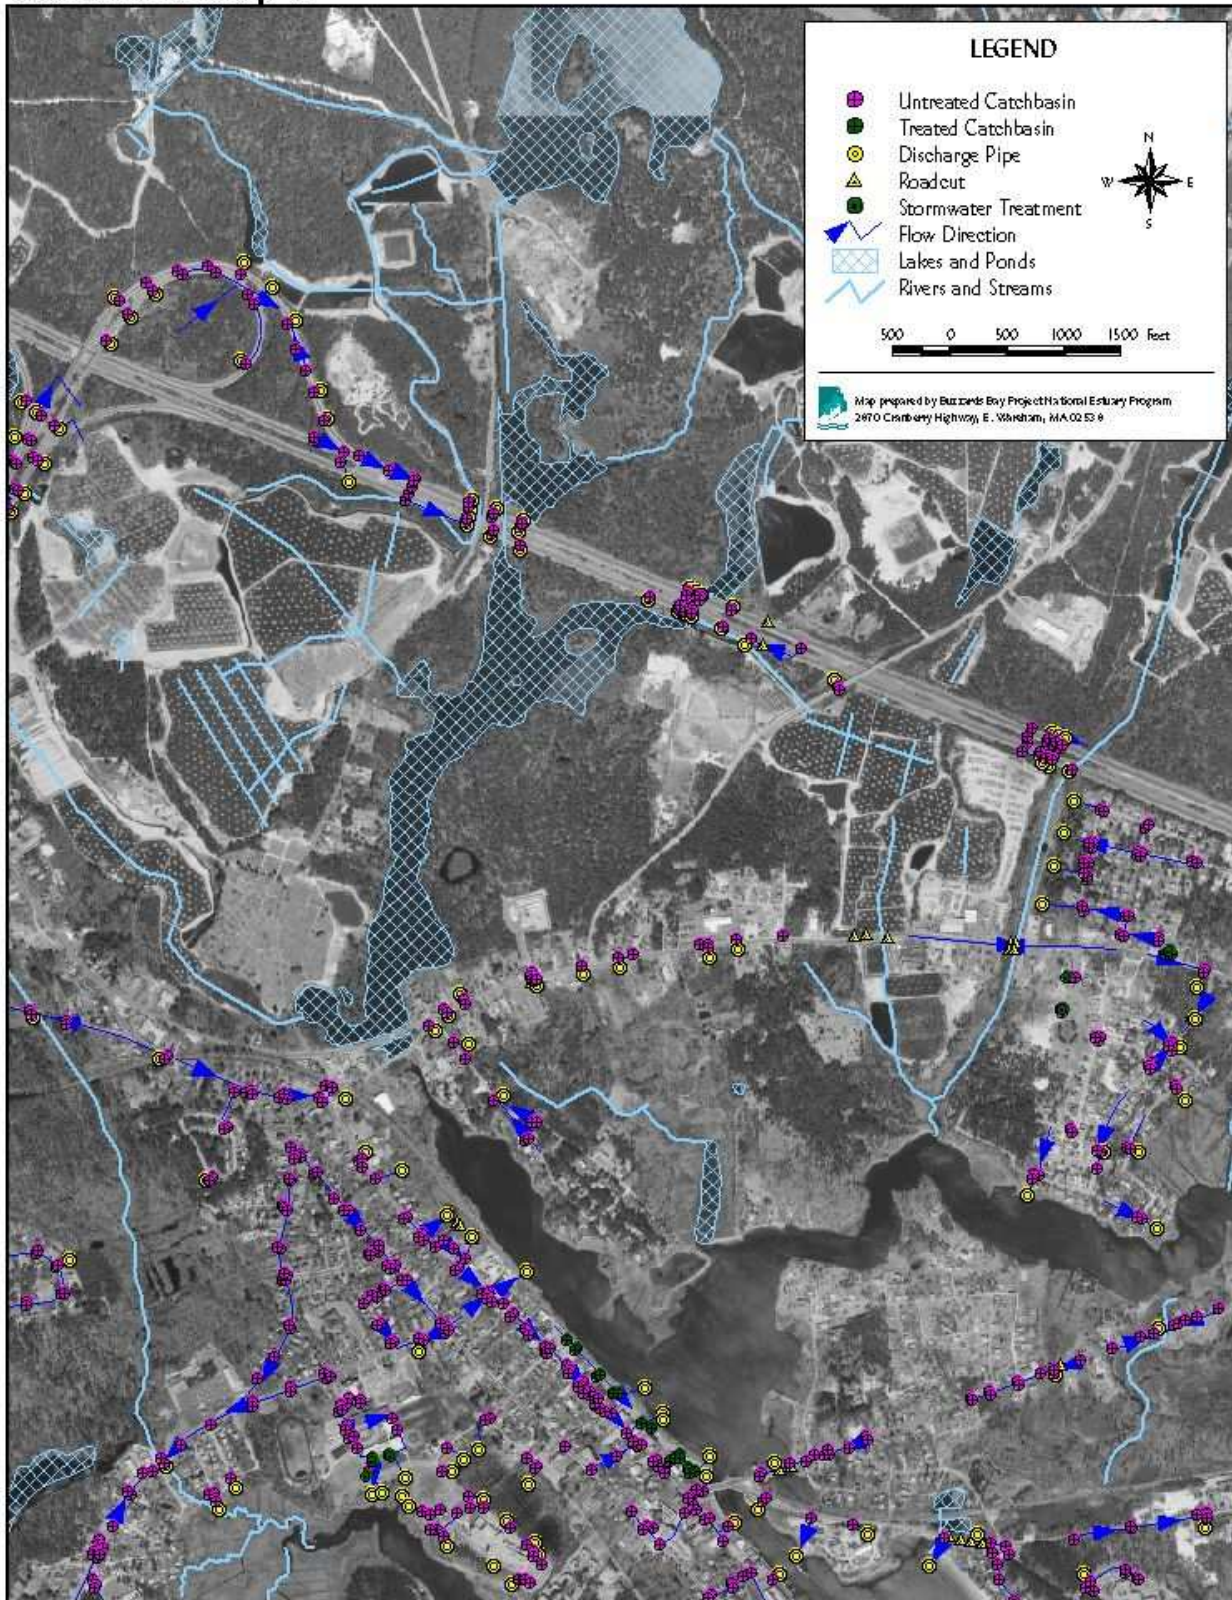 LEGEND
Untreated Catchbasin
Treated Catchbasin
Discharge Pipe
Roadcut
Stormwater Treatment
Flow Direction
Lakes and Ponds
Rivers and Streams
N
W E
S
500 0 500 1000 1500 Feet
Map prepared by Buzzards Bay Project National Estuary Program
2870 Cranberry Highway, E. Wareham, MA 02538